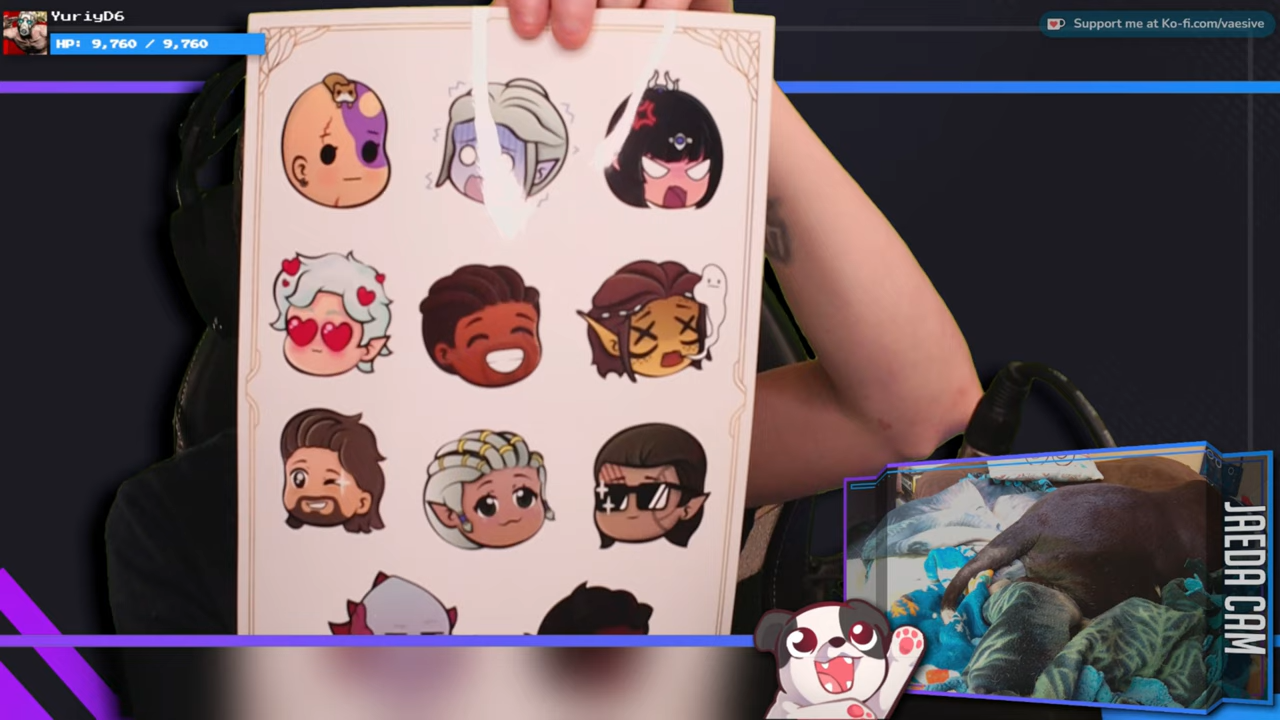 YuriyD6
HP: 9,760 / 9,760
Support me at Ko-fi.com/vaesive
JAEDA CAM